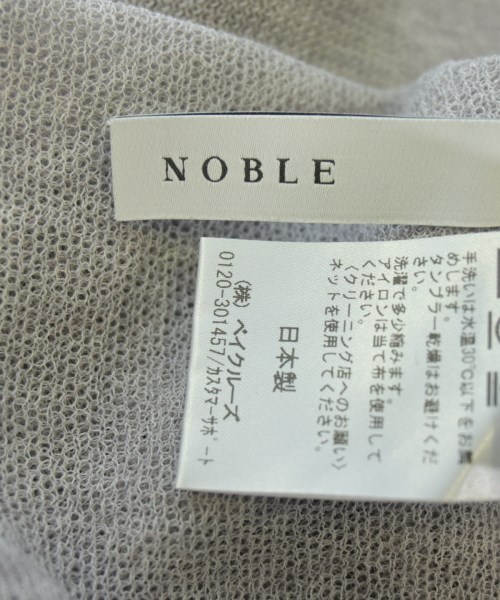 NOBLE
手洗いは水温30℃以下をお勧
めします。
タンブラー乾燥はお避けくだ
さい。
洗濯で多少縮みます。
アイロンは当て布を使用して
ください。
〈クリーニング店へのお願い〉
ネットを使用してください。
日本製
(株)ベイクルーズ
0120-301457/カスタマーサポート